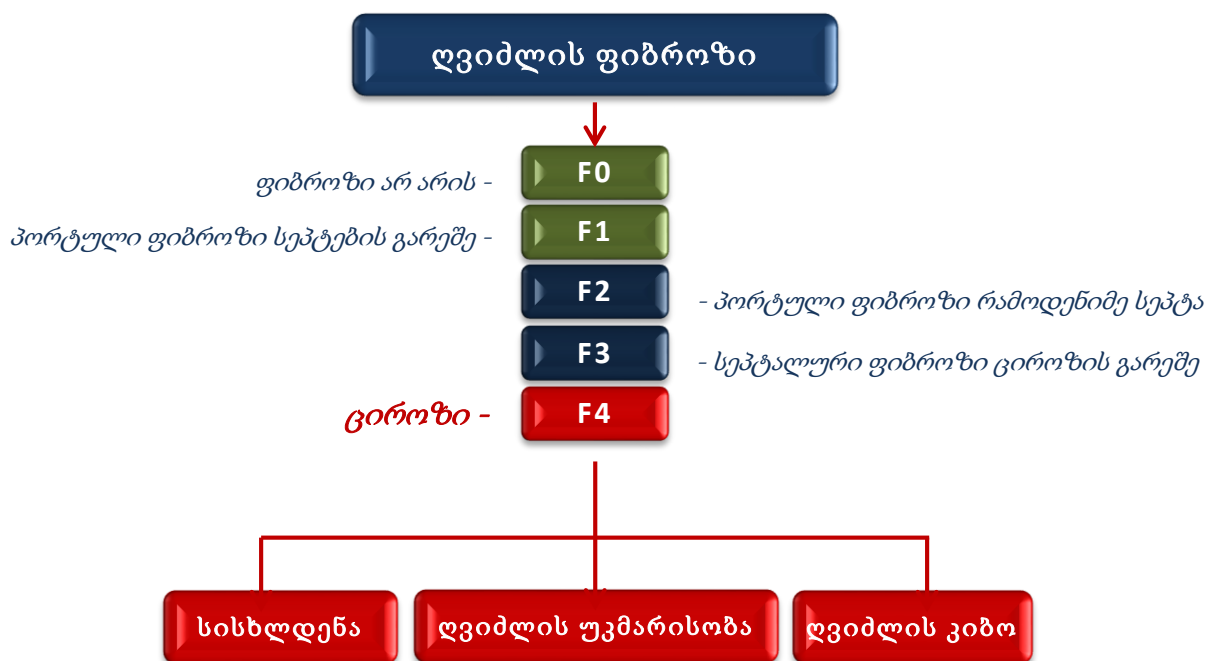 ღვიძლის ფიბროზი
ფიბროზი არ არის - F0
პორტული ფიბროზი სეპტების გარეშე - F1
F2 - პორტული ფიბროზი რამოდენიმე სეპტა
F3 - სეპტალური ფიბროზი ციროზის გარეშე
ციროზი - F4
სისხლდენა ღვიძლის უკმარისობა ღვიძლის კიბო